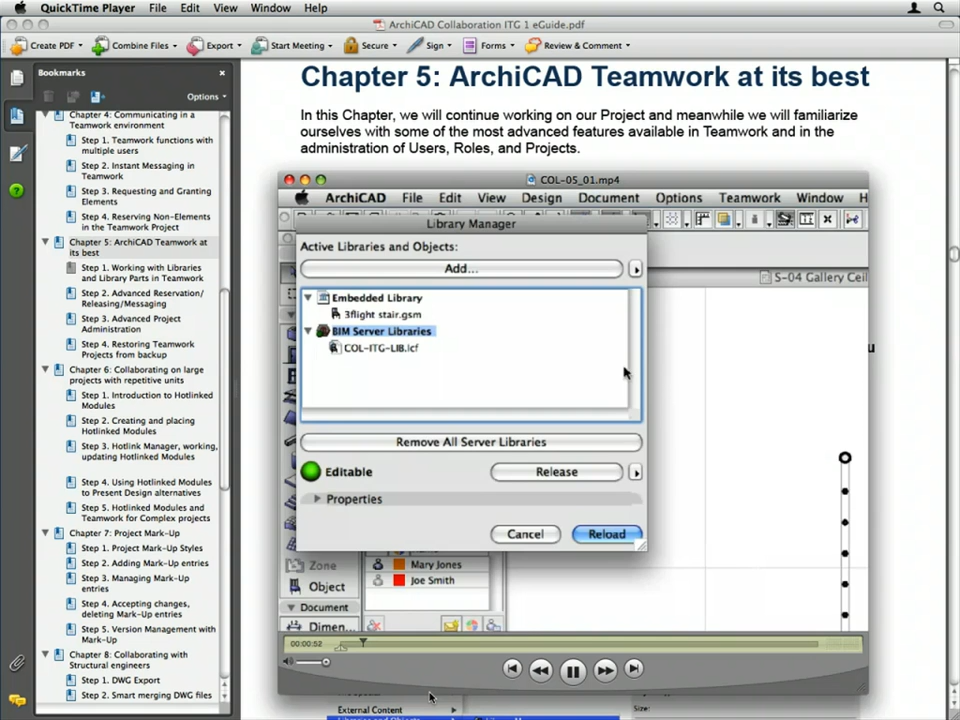 QuickTime Player File Edit View Window Help
ArchiCAD Collaboration ITG 1 eGuide.pdf
Create PDF Combine Files Export Start Meeting Secure Sign Forms Review & Comment
Bookmarks
Options
Chapter 4: Communicating in a
Teamwork environment
Step 1. Teamwork functions with
multiple users
Step 2. Instant Messaging in
Teamwork
Step 3. Requesting and Granting
Elements
Step 4. Reserving Non-Elements
in the Teamwork Project
Chapter 5: ArchiCAD Teamwork at
its best
Step 1. Working with Libraries
and Library Parts in Teamwork
Step 2. Advanced Reservation/
Releasing/Messaging
Step 3. Advanced Project
Administration
Step 4. Restoring Teamwork
Projects from backup
Chapter 6: Collaborating on large
projects with repetitive units
Step 1. Introduction to Hotlinked
Modules
Step 2. Creating and placing
Hotlinked Modules
Step 3. Hotlink Manager, working,
updating Hotlinked Modules
Step 4. Using Hotlinked Modules
to Present Design alternatives
Step 5. Hotlinked Modules and
Teamwork for Complex projects
Chapter 7: Project Mark-Up
Step 1. Project Mark-Up Styles
Step 2. Adding Mark-Up entries
Step 3. Managing Mark-Up
entries
Step 4. Accepting changes,
deleting Mark-Up entries
Step 5. Version Management with
Mark-Up
Chapter 8: Collaborating with
Structural engineers
Step 1. DWG Export
Step 2. Smart merging DWG files
Chapter 5: ArchiCAD Teamwork at its best
In this Chapter, we will continue working on our Project and meanwhile we will familiarize
ourselves with some of the most advanced features available in Teamwork and in the
administration of Users, Roles, and Projects.
COL-05_01.mp4
ArchiCAD File Edit View Design Document Options Teamwork Window H
Library Manager
Active Libraries and Objects:
Add...
S-04 Gallery Ceil
Embedded Library
3flight stair.gsm
BIM Server Libraries
COL-ITG-LIB.lcf
u
Remove All Server Libraries
Editable Release
Properties
Cancel Reload
Zone
Object
Document
Dimen...
Mary Jones
Joe Smith
00:00:52
External Content
Size: